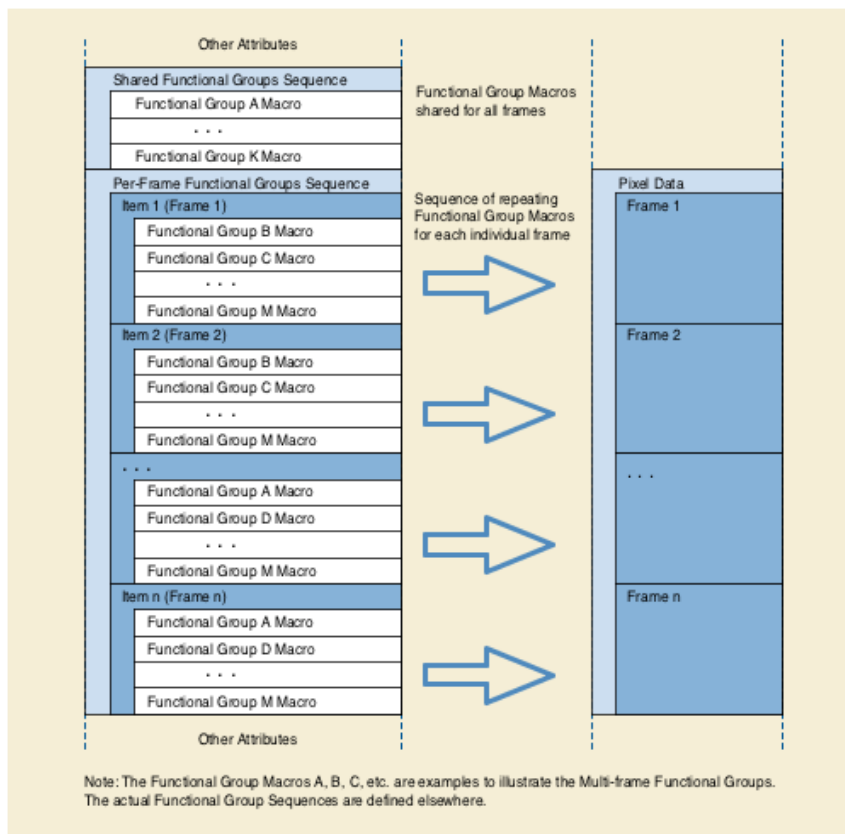 Other Attributes
Shared Functional Groups Sequence
Functional Group A Macro
. . .
Functional Group K Macro
Functional Group Macros
shared for all frames
Per-Frame Functional Groups Sequence
Item 1 (Frame 1)
Functional Group B Macro
Functional Group C Macro
. . .
Functional Group M Macro
Item 2 (Frame 2)
Functional Group B Macro
Functional Group C Macro
. . .
Functional Group M Macro
. . .
Functional Group A Macro
Functional Group D Macro
. . .
Functional Group M Macro
Item n (Frame n)
Functional Group A Macro
Functional Group D Macro
. . .
Functional Group M Macro
Other Attributes
Sequence of repeating
Functional Group Macros
for each individual frame
Pixel Data
Frame 1
Frame 2
. . .
Frame n
Note: The Functional Group Macros A, B, C, etc. are examples to illustrate the Multi-frame Functional Groups.
The actual Functional Group Sequences are defined elsewhere.